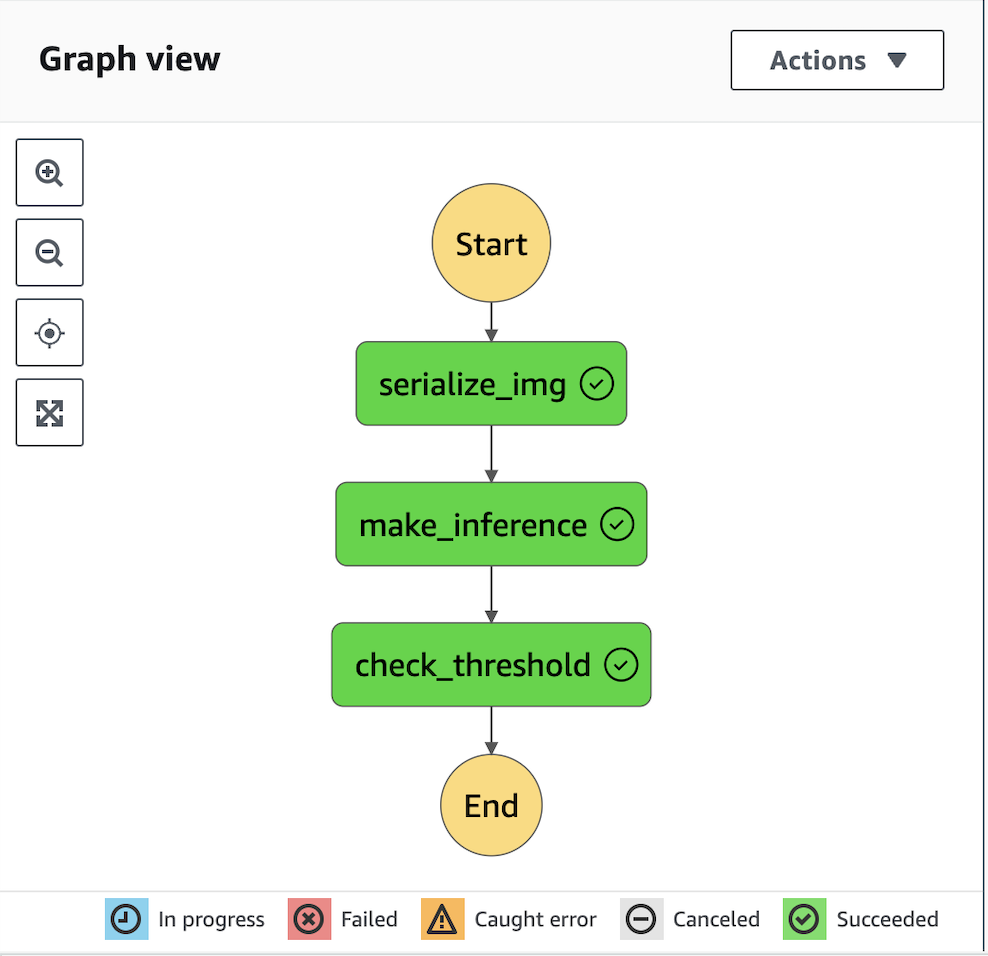 Graph view
Actions
Start
serialize_img
make_inference
check_threshold
End
In progress Failed Caught error Canceled Succeeded